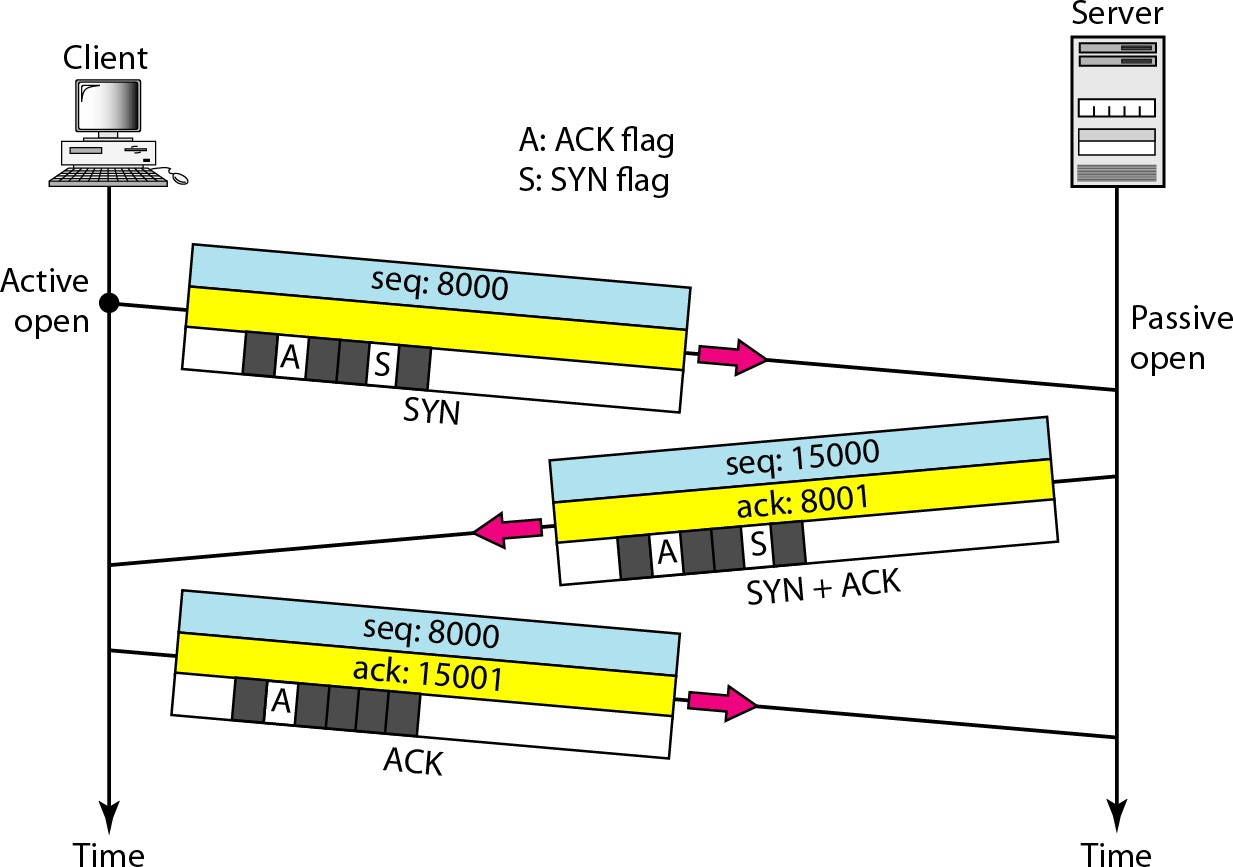 Server
Client
A: ACK flag
S: SYN flag
Active
open
seq: 8000
A S
SYN
Passive
open
seq: 15000
ack: 8001
A S
SYN + ACK
seq: 8000
ack: 15001
A
ACK
Time
Time